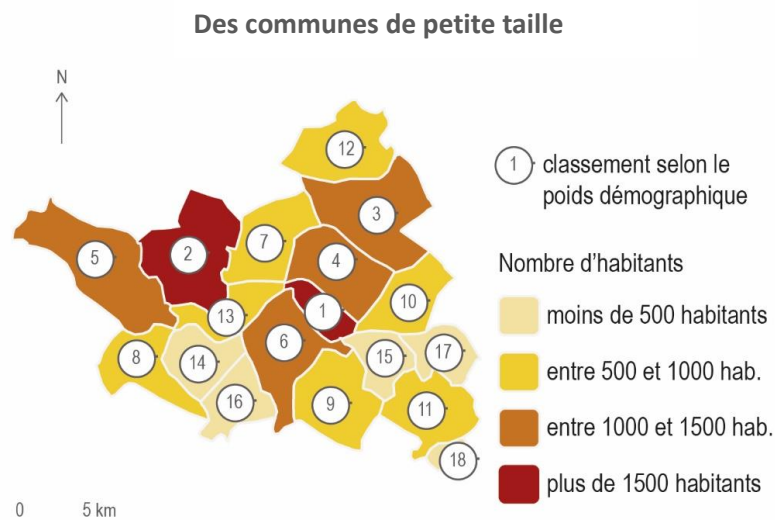 Des communes de petite taille
N
12
3
5
2
7
4
10
13
1
6
8
14
15
17
16
9
11
18
0 5 km
1 classement selon le
poids démographique
Nombre d'habitants
moins de 500 habitants
entre 500 et 1000 hab.
entre 1000 et 1500 hab.
plus de 1500 habitants